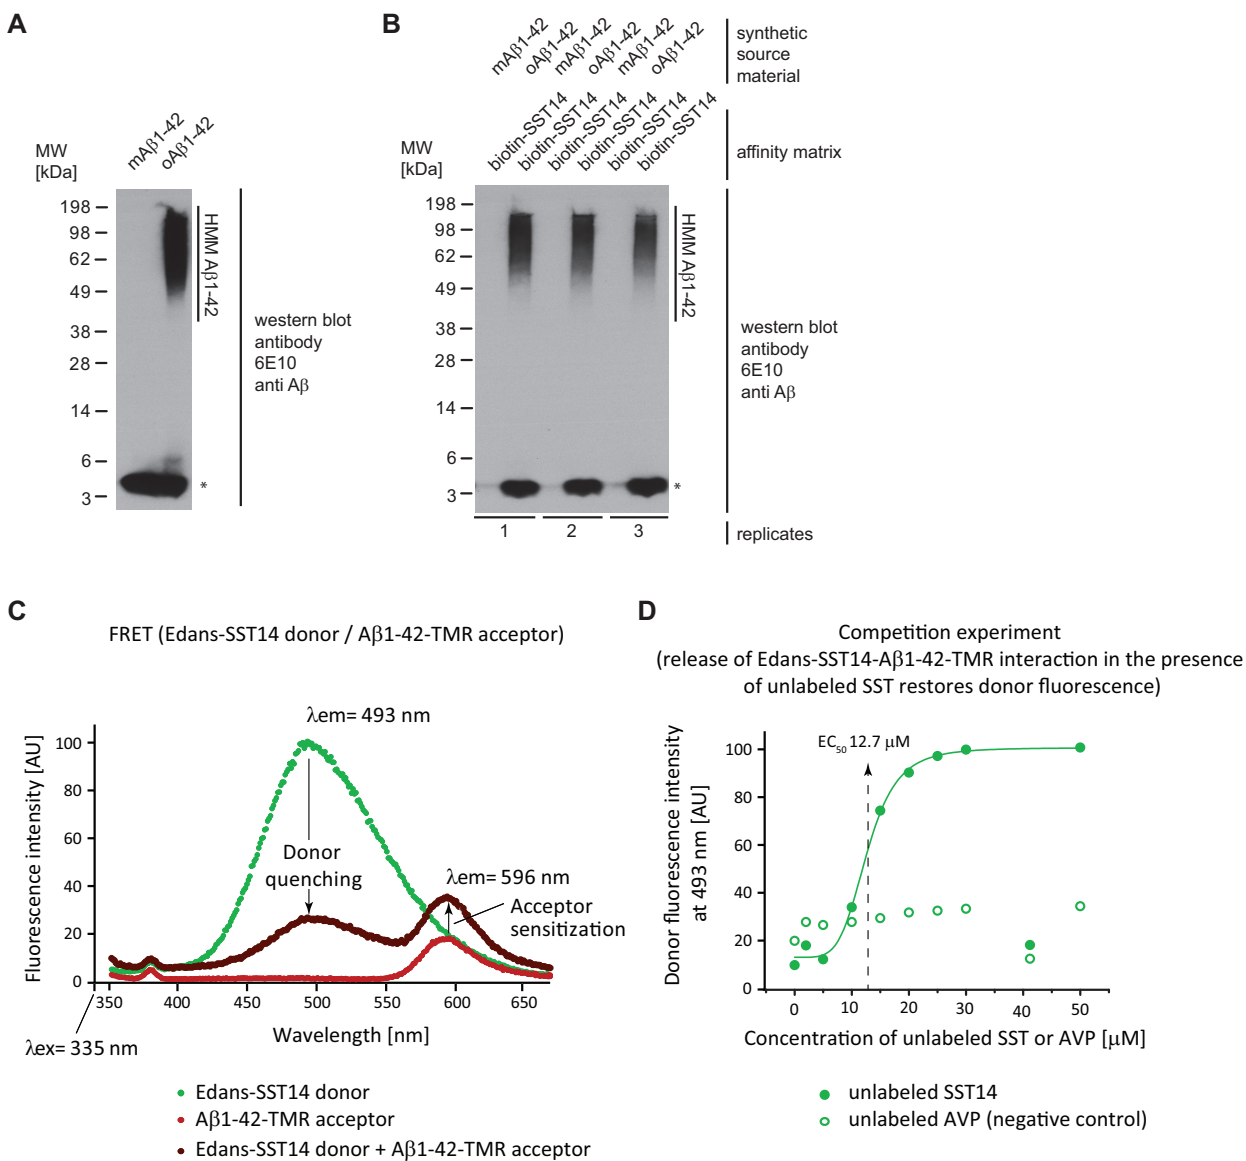 A
mAβ1-42
oAβ1-42
MW
[kDa]
198
98
62
49
38
28
14
6
3
HMM Aβ1-42
*
western blot
antibody
6E10
anti Aβ
B
mAβ1-42
oAβ1-42
mAβ1-42
oAβ1-42
mAβ1-42
oAβ1-42
synthetic
source
material
biotin-SST14
biotin-SST14
biotin-SST14
biotin-SST14
biotin-SST14
biotin-SST14
affinity matrix
MW
[kDa]
198
98
62
49
38
28
14
6
3
HMM Aβ1-42
*
western blot
antibody
6E10
anti Aβ
1 2 3
replicates
C
FRET (Edans-SST14 donor / Aβ1-42-TMR acceptor)
λem= 493 nm
Fluorescence intensity [AU]
100
80
60
40
20
0
Donor
quenching
λem= 596 nm
Acceptor
sensitization
350 400 450 500 550 600 650
Wavelength [nm]
λex= 335 nm
Edans-SST14 donor
Aβ1-42-TMR acceptor
Edans-SST14 donor + Aβ1-42-TMR acceptor
D
Competition experiment
(release of Edans-SST14-Aβ1-42-TMR interaction in the presence
of unlabeled SST restores donor fluorescence)
Donor fluorescence intensity
at 493 nm [AU]
EC50 12.7 μM
100
80
60
40
20
0
0 10 20 30 40 50
Concentration of unlabeled SST or AVP [μM]
unlabeled SST14
unlabeled AVP (negative control)